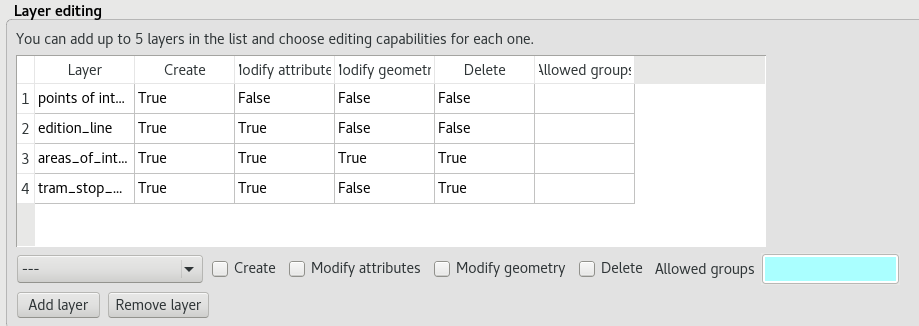 Layer editing
You can add up to 5 layers in the list and choose editing capabilities for each one.
Layer Create Modify attribute Modify geometr Delete Allowed groups
1 points of int... True False False False
2 edition_line True True False False
3 areas_of_int... True True True True
4 tram_stop_... True True False True
--- Create Modify attributes Modify geometry Delete Allowed groups
Add layer Remove layer